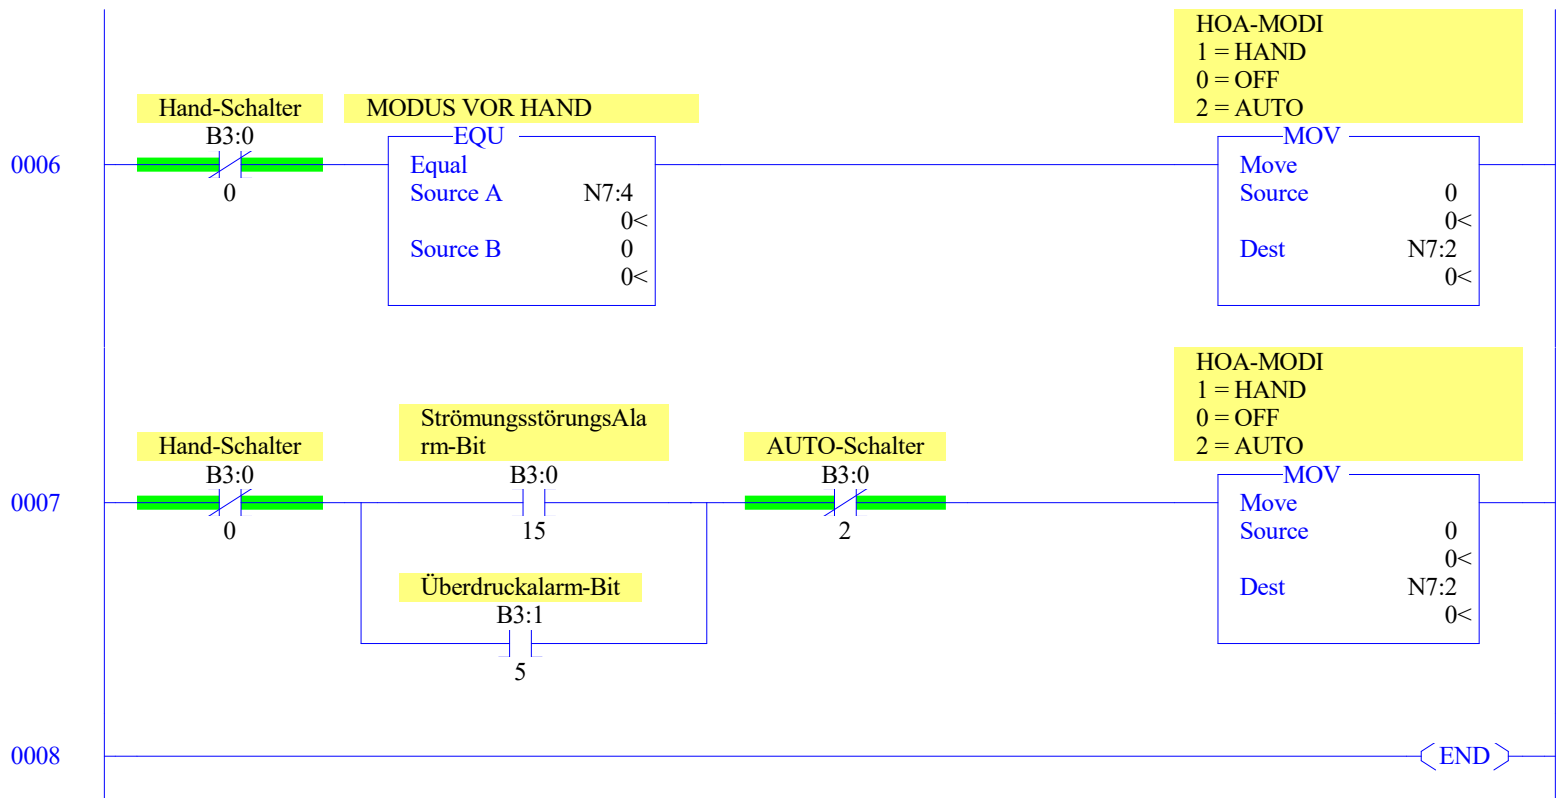 HOA-MODI
1 = HAND
0 = OFF
2 = AUTO
Hand-Schalter
MODUS VOR HAND
B3:0
EQU
MOV
0006
Equal
Move
0
Source A N7:4
Source 0
0<
0<
Source B 0
Dest N7:2
0<
0<
HOA-MODI
1 = HAND
0 = OFF
2 = AUTO
StrömungsstörungsAla
rm-Bit
Hand-Schalter
AUTO-Schalter
B3:0
B3:0
B3:0
MOV
0007
Move
0
15
2
Source 0
0<
Überdruckalarm-Bit
Dest N7:2
B3:1
0<
5
0008
END